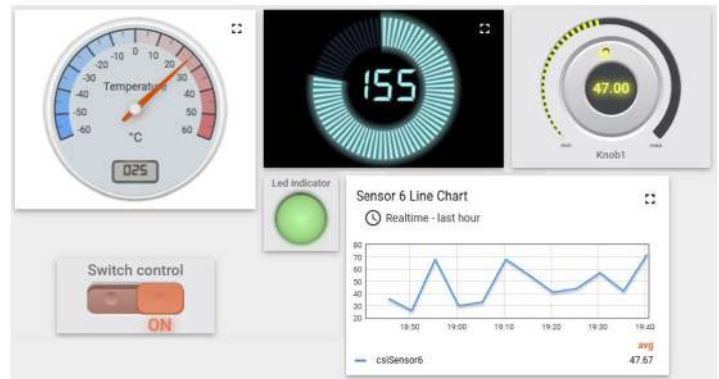 -10 0 10
-20 20
-30 30
Temperature
-40 40
-50 50
-60 60
°C
025
155
47.00
min max
Knob1
Led indicator
Switch control
ON
Sensor 6 Line Chart
Realtime - last hour
80
70
60
50
40
30
20
18:50 19:00 19:10 19:20 19:30 19:40
avg
csiSensor6 47.67